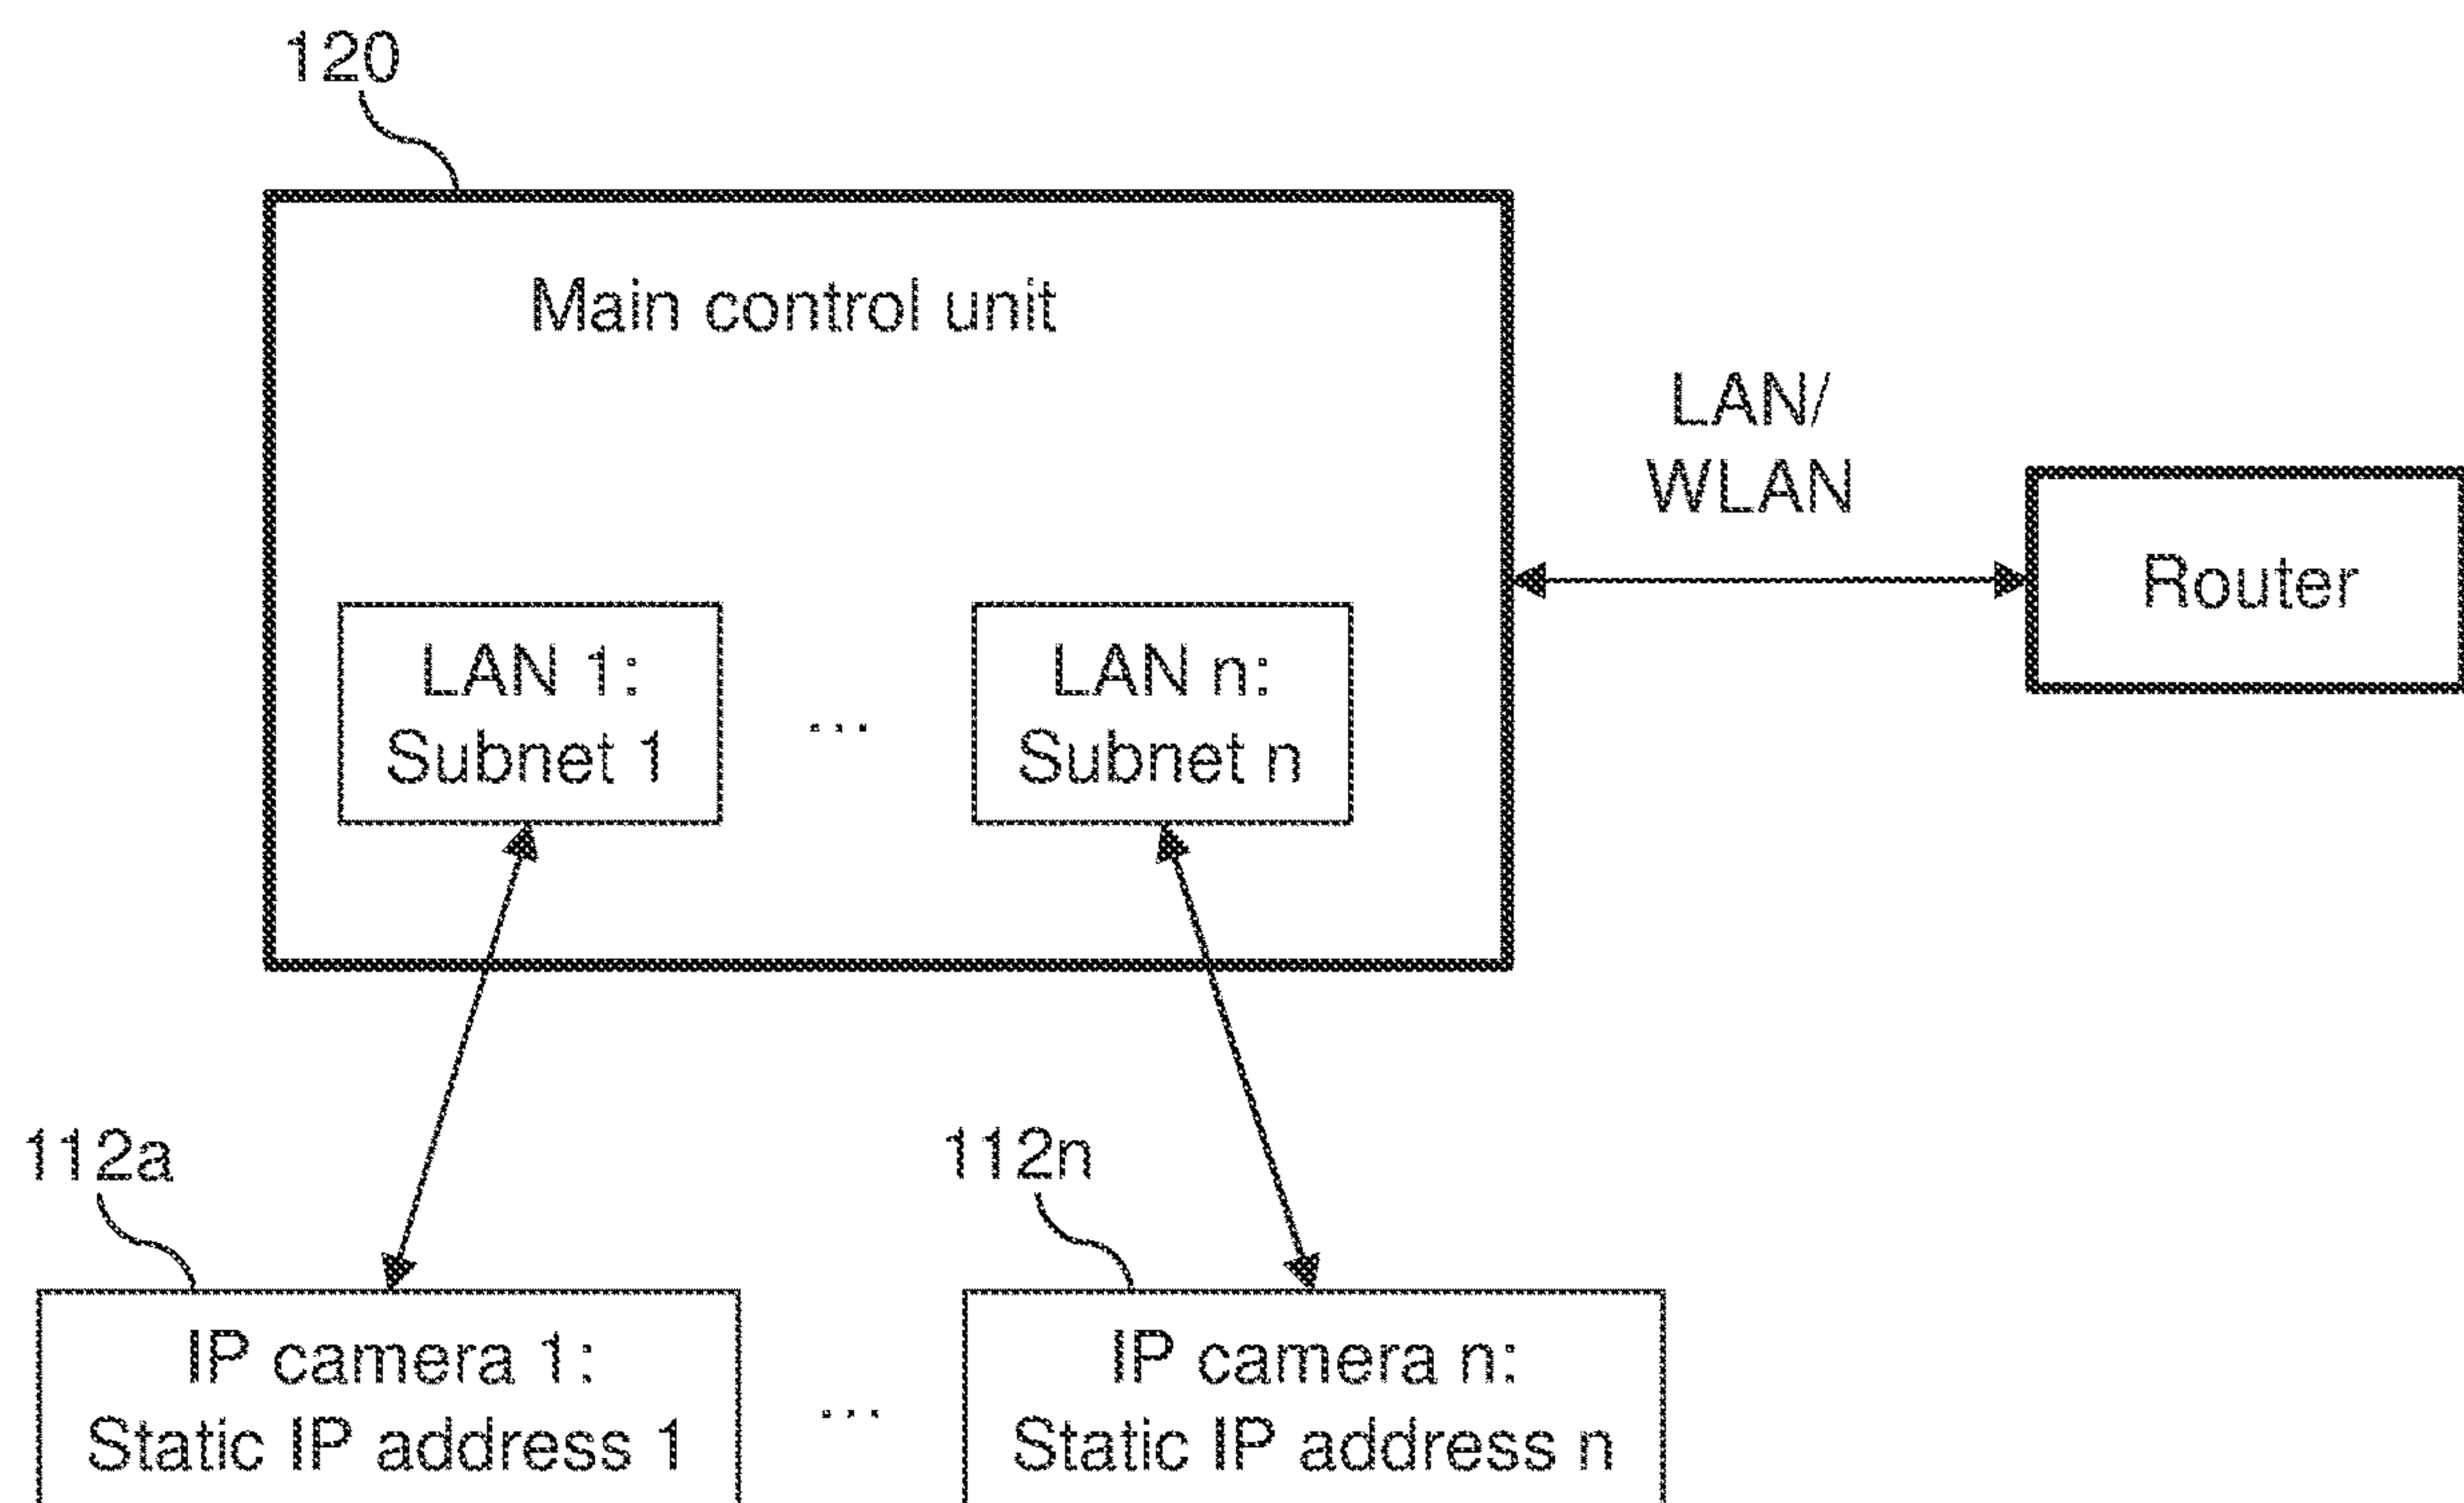 120
Main control unit
LAN/
WLAN
Router
LAN 1:
Subnet 1
...
LAN n:
Subnet n
112a
112n
IP camera 1:
Static IP address 1
...
IP camera n:
Static IP address n